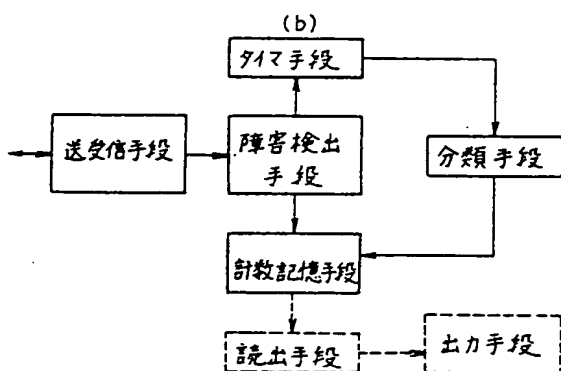 (b)
タイマ手段
送受信手段
障害検出
手段
分類手段
計数記憶手段
読出手段
出力手段